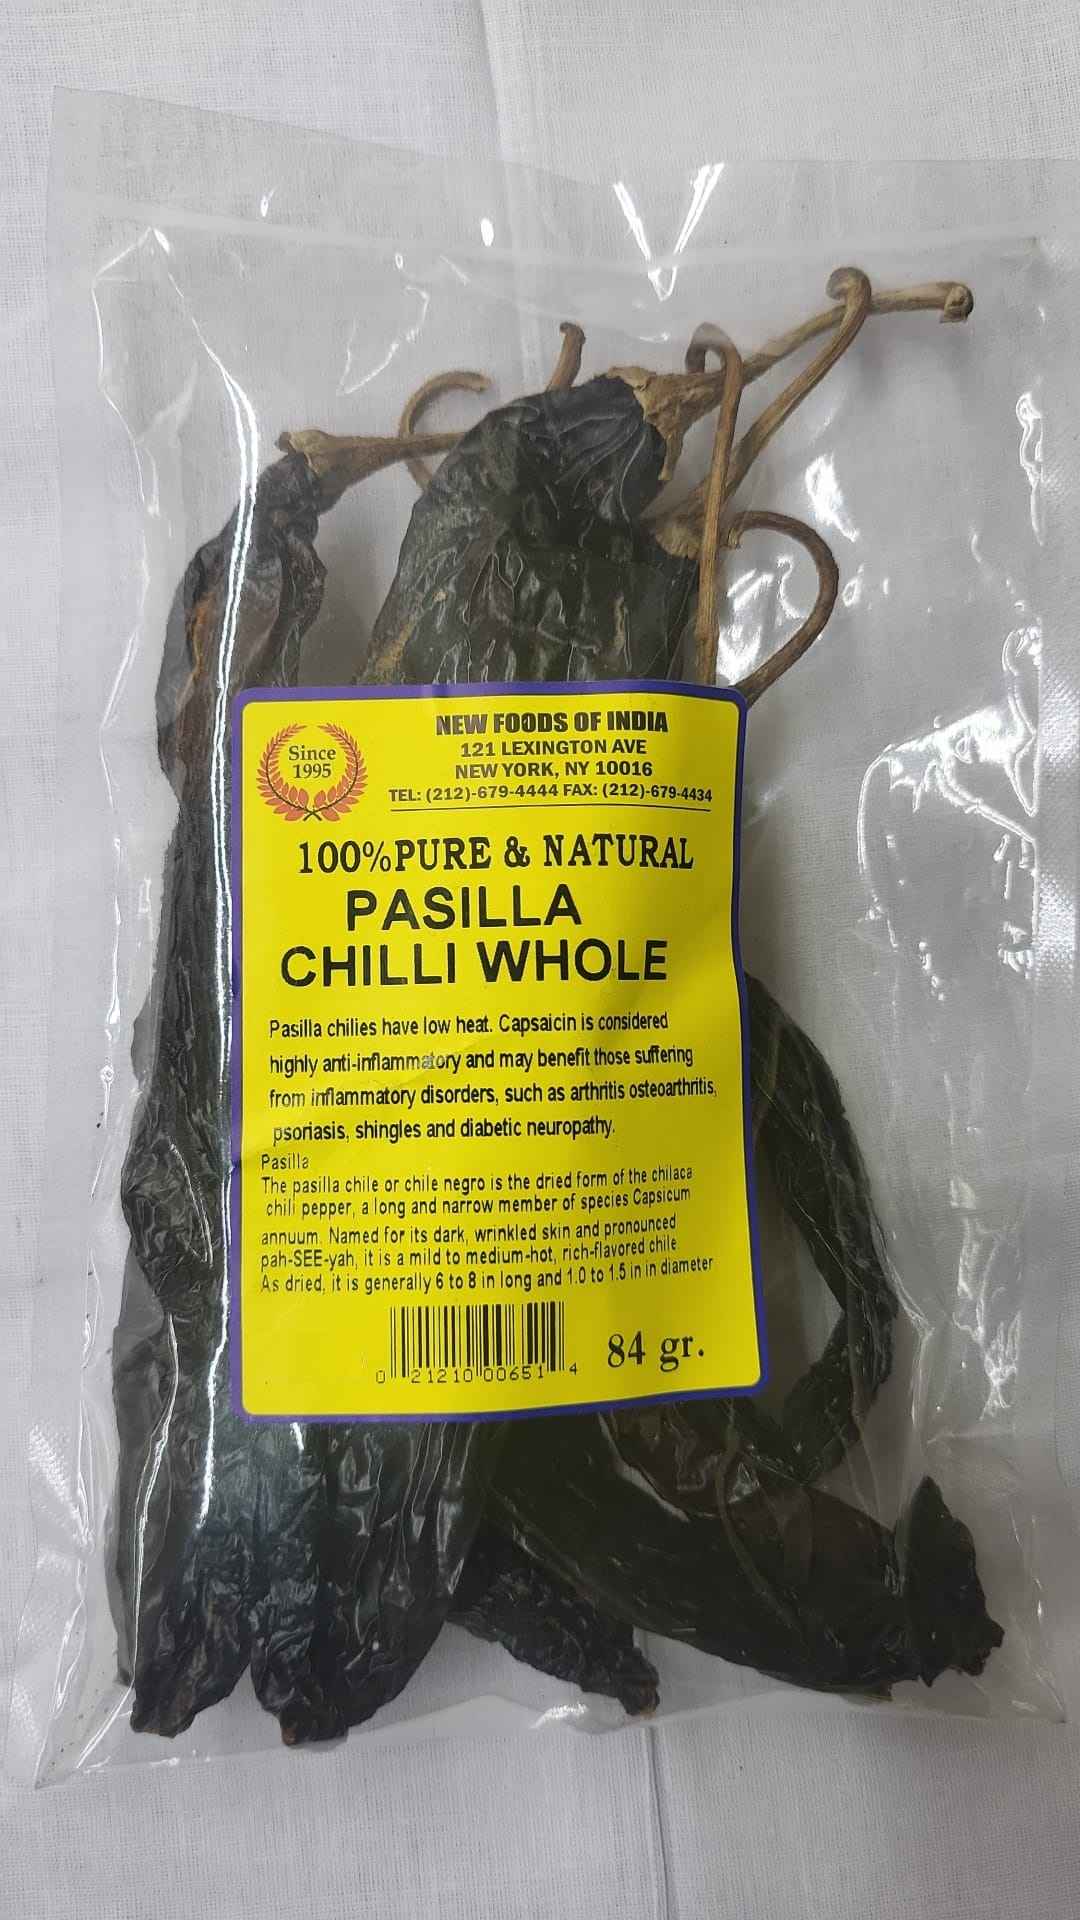 Since
1995
NEW FOODS OF INDIA
121 LEXINGTON AVE
NEW YORK, NY 10016
TEL: (212)-679-4444 FAX: (212)-679-4434
100%PURE & NATURAL
PASILLA
CHILLI WHOLE
Pasilla chilies have low heat. Capsaicin is considered
highly anti-inflammatory and may benefit those suffering
from inflammatory disorders, such as arthritis osteoarthritis,
psoriasis, shingles and diabetic neuropathy.
Pasilla
The pasilla chile or chile negro is the dried form of the chilaca
chili pepper, a long and narrow member of species Capsicum
annuum. Named for its dark, wrinkled skin and pronounced
pah-SEE-yah, it is a mild to medium-hot, rich-flavored chile
As dried, it is generally 6 to 8 in long and 1.0 to 1.5 in in diameter
0 21210 00651 4
84 gr.